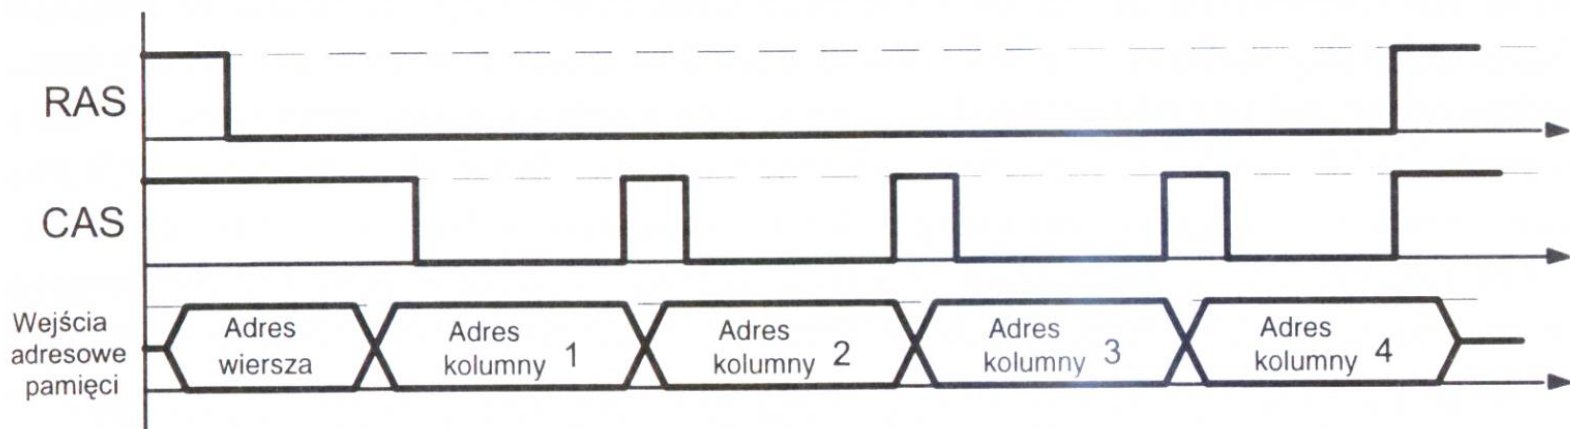 RAS
CAS
Wejścia
adresowe
pamięci
Adres
wiersza
Adres
kolumny 1
Adres
kolumny 2
Adres
kolumny 3
Adres
kolumny 4